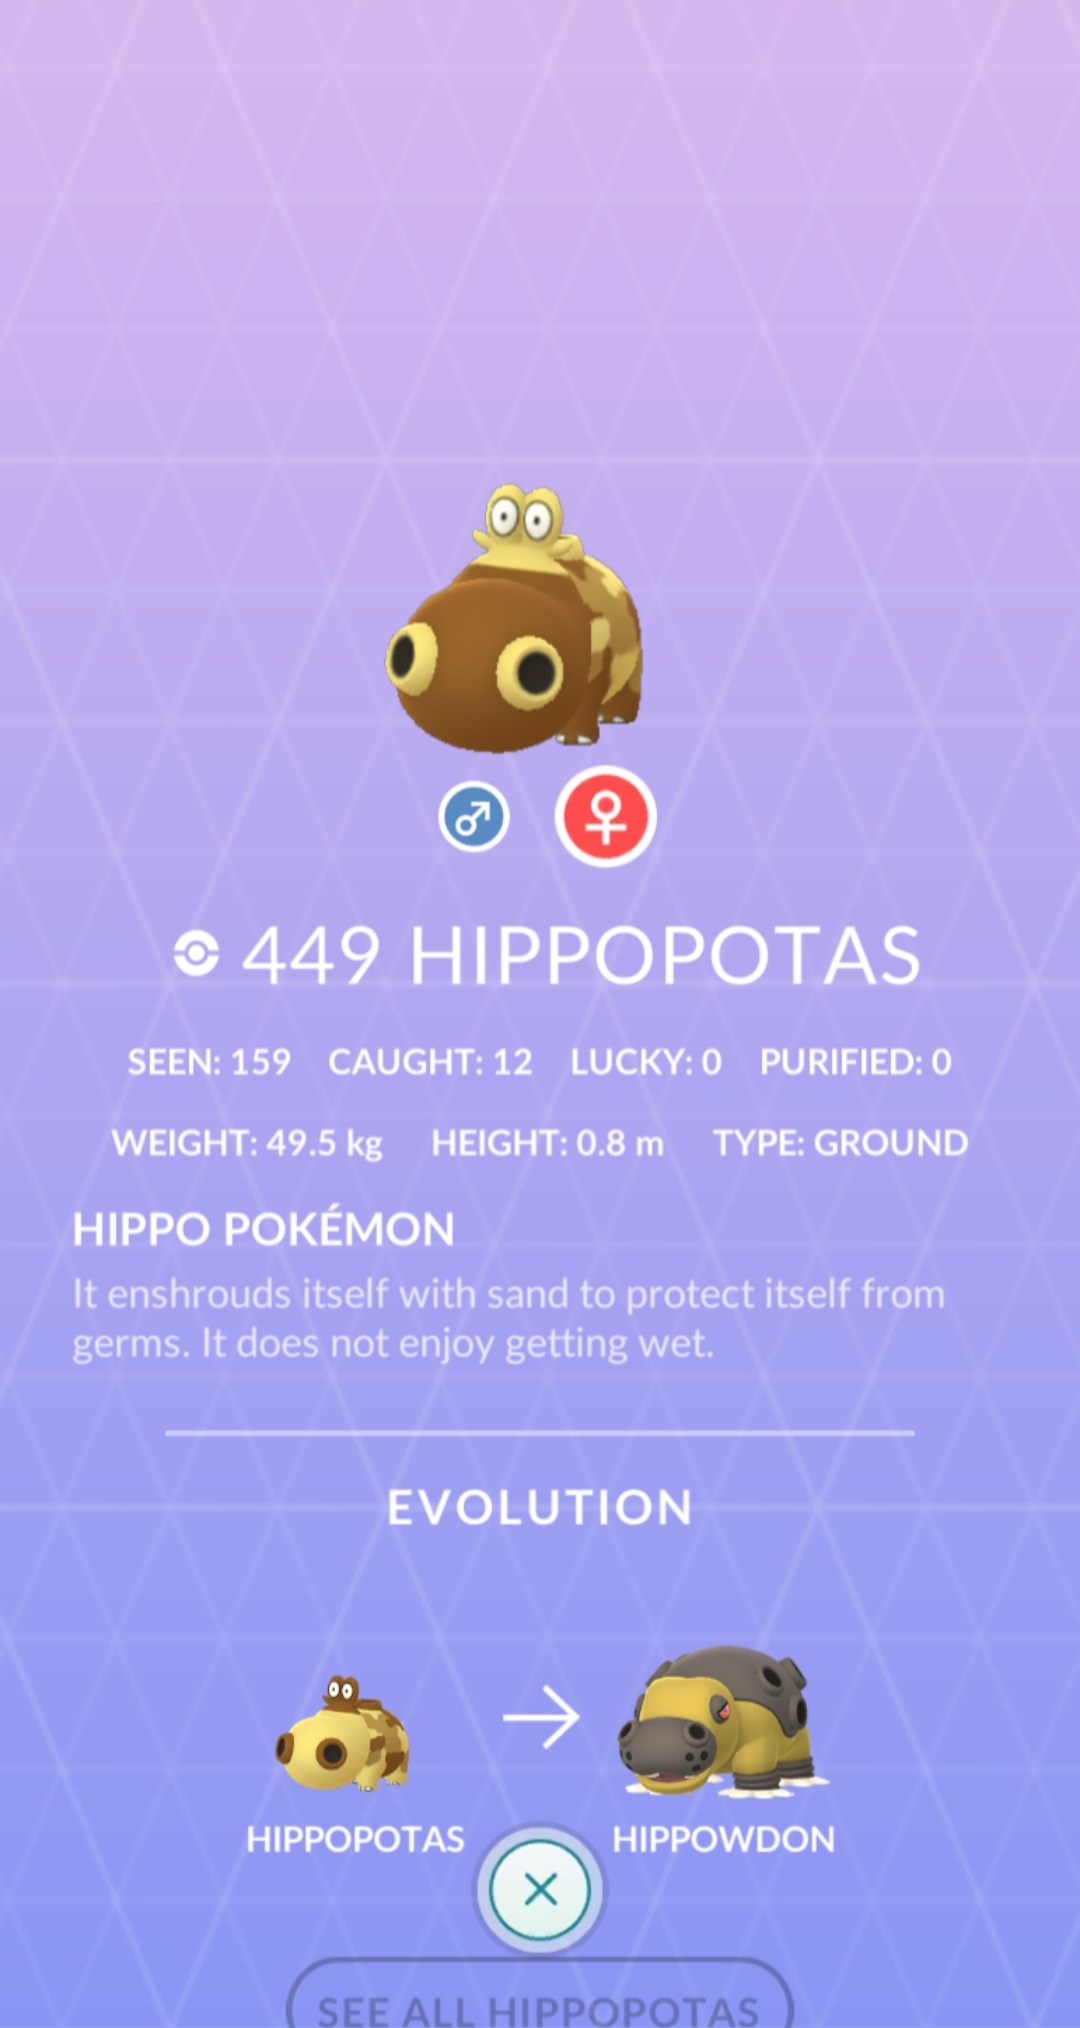 449 HIPPOPOTAS
SEEN: 159 CAUGHT: 12 LUCKY: 0 PURIFIED: 0
WEIGHT: 49.5 kg HEIGHT: 0.8 m TYPE: GROUND
HIPPO POKÉMON
It enshrouds itself with sand to protect itself from
germs. It does not enjoy getting wet.
EVOLUTION
HIPPOPOTAS HIPPOWDON
SEE ALL HIPPOPOTAS